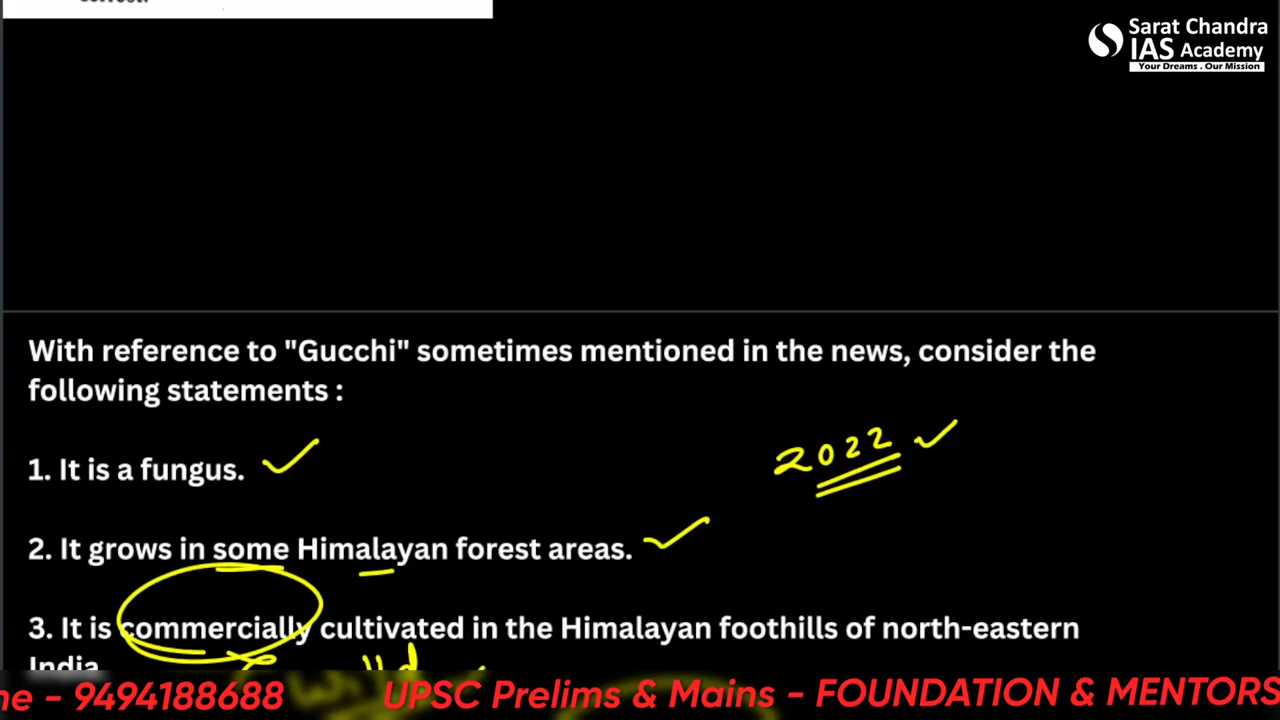 Sarat Chandra
IAS Academy
Your Dreams . Our Mission
With reference to "Gucchi" sometimes mentioned in the news, consider the
following statements :
2022
1. It is a fungus.
2. It grows in some Himalayan forest areas.
3. It is commercially cultivated in the Himalayan foothills of north-eastern
India
ne - 9494188688 UPSC Prelims & Mains - FOUNDATION & MENTORS